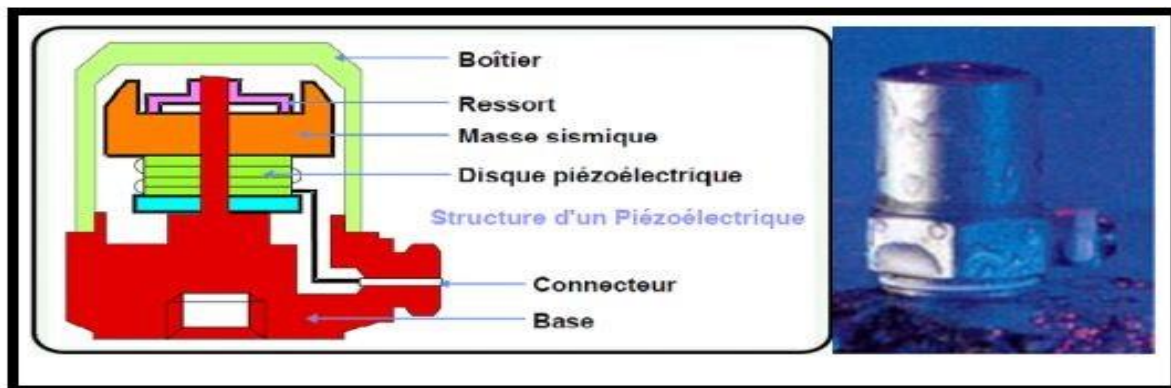 Boîtier
Ressort
Masse sismique
Disque piézoélectrique
Structure d'un Piézoélectrique
Connecteur
Base